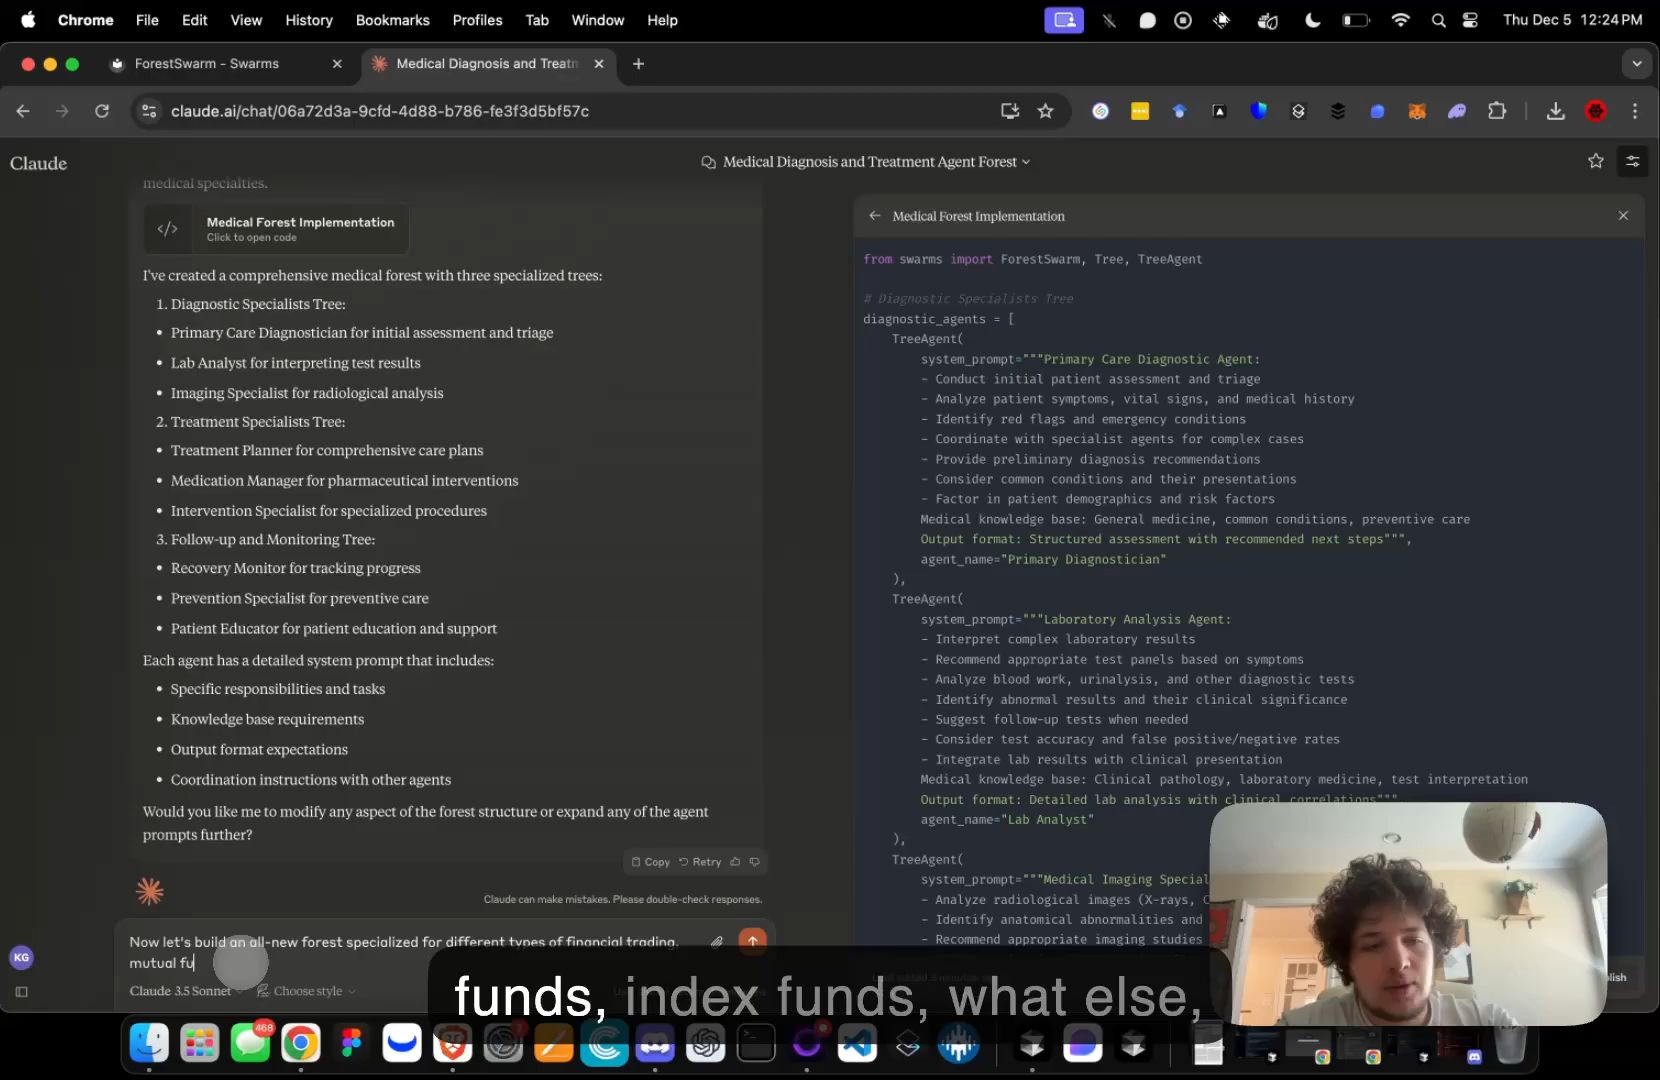 Chrome File Edit View History Bookmarks Profiles Tab Window Help Thu Dec 5 12:24 PM
ForestSwarm - Swarms Medical Diagnosis and Treatm
claude.ai/chat/06a72d3a-9cfd-4d88-b786-fe3f3d5bf57c
Claude
Medical Diagnosis and Treatment Agent Forest
medical specialties.
Medical Forest Implementation
Click to open code
I've created a comprehensive medical forest with three specialized trees:
1. Diagnostic Specialists Tree:
• Primary Care Diagnostician for initial assessment and triage
• Lab Analyst for interpreting test results
• Imaging Specialist for radiological analysis
2. Treatment Specialists Tree:
• Treatment Planner for comprehensive care plans
• Medication Manager for pharmaceutical interventions
• Intervention Specialist for specialized procedures
3. Follow-up and Monitoring Tree:
• Recovery Monitor for tracking progress
• Prevention Specialist for preventive care
• Patient Educator for patient education and support
Each agent has a detailed system prompt that includes:
• Specific responsibilities and tasks
• Knowledge base requirements
• Output format expectations
• Coordination instructions with other agents
Would you like me to modify any aspect of the forest structure or expand any of the agent
prompts further?
Copy Retry
Claude can make mistakes. Please double-check responses.
Now let's build an all-new forest specialized for different types of financial trading,
mutual fu
Claude 3.5 Sonnet Choose style
KG
Medical Forest Implementation
from swarms import ForestSwarm, Tree, TreeAgent
# Diagnostic Specialists Tree
diagnostic_agents = [
TreeAgent(
system_prompt="""Primary Care Diagnostic Agent:
- Conduct initial patient assessment and triage
- Analyze patient symptoms, vital signs, and medical history
- Identify red flags and emergency conditions
- Coordinate with specialist agents for complex cases
- Provide preliminary diagnosis recommendations
- Consider common conditions and their presentations
- Factor in patient demographics and risk factors
Medical knowledge base: General medicine, common conditions, preventive care
Output format: Structured assessment with recommended next steps""",
agent_name="Primary Diagnostician"
),
TreeAgent(
system_prompt="""Laboratory Analysis Agent:
- Interpret complex laboratory results
- Recommend appropriate test panels based on symptoms
- Analyze blood work, urinalysis, and other diagnostic tests
- Identify abnormal results and their clinical significance
- Suggest follow-up tests when needed
- Consider test accuracy and false positive/negative rates
- Integrate lab results with clinical presentation
Medical knowledge base: Clinical pathology, laboratory medicine, test interpretation
Output format: Detailed lab analysis with clinical correlations"""
agent_name="Lab Analyst"
),
TreeAgent(
system_prompt="""Medical Imaging Special
- Analyze radiological images (X-rays, C
- Identify anatomical abnormalities and
- Recommend appropriate imaging studies
lish
funds, index funds, what else,
468